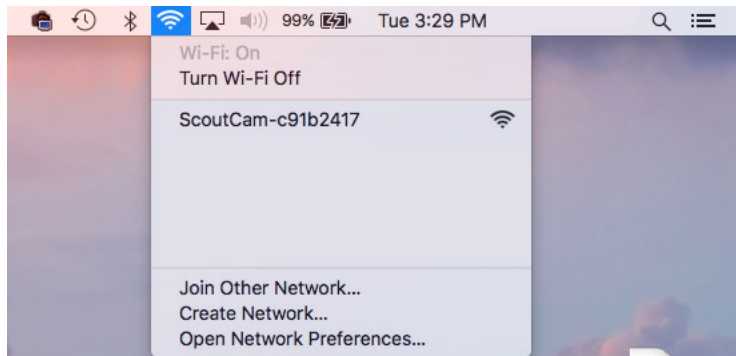 99% Tue 3:29 PM
Wi-Fi: On
Turn Wi-Fi Off
ScoutCam-c91b2417
Join Other Network...
Create Network...
Open Network Preferences...